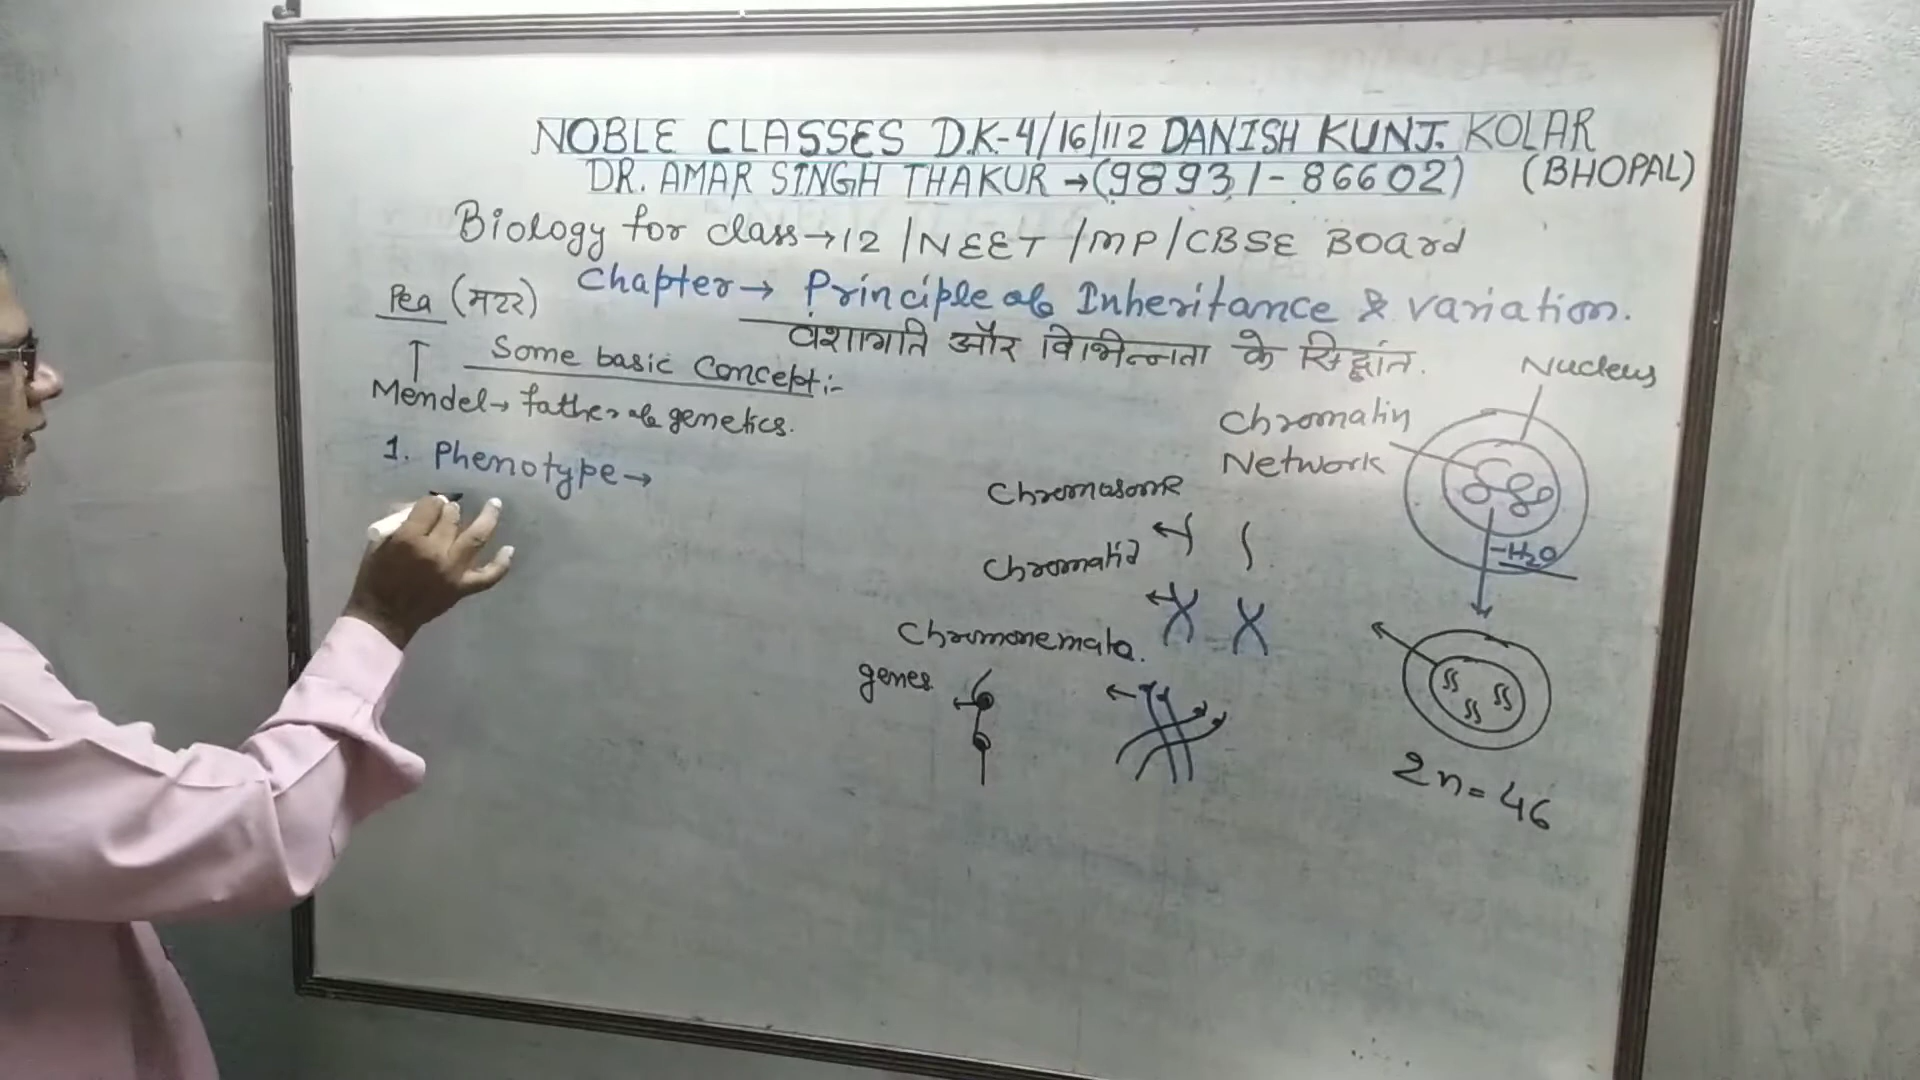 NOBLE CLASSES D.K-4/16/112 DANISH KUNJ. KOLAR
DR. AMAR SINGH THAKUR →(98931-86602) (BHOPAL)
Biology for class→12 /NEET /MP/CBSE Board
Chapter→ Principle of Inheritance & variation.
वंशागति और विभिन्नता के सिद्धांत.
Pea (मटर)
Some basic Concept:-
Mendel→ father of genetics.
1. Phenotype→
Nucleus
Chromatin
Network
-H₂O
Chromosome
Chromatid
Chromonemata.
genes
2n=46